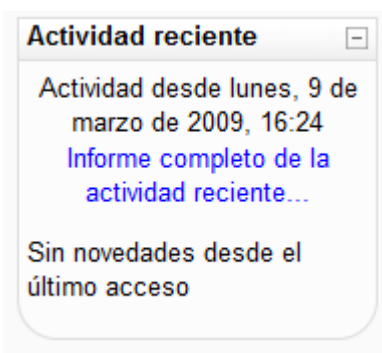 Actividad reciente
Actividad desde lunes, 9 de
marzo de 2009, 16:24
Informe completo de la
actividad reciente...
Sin novedades desde el
último acceso